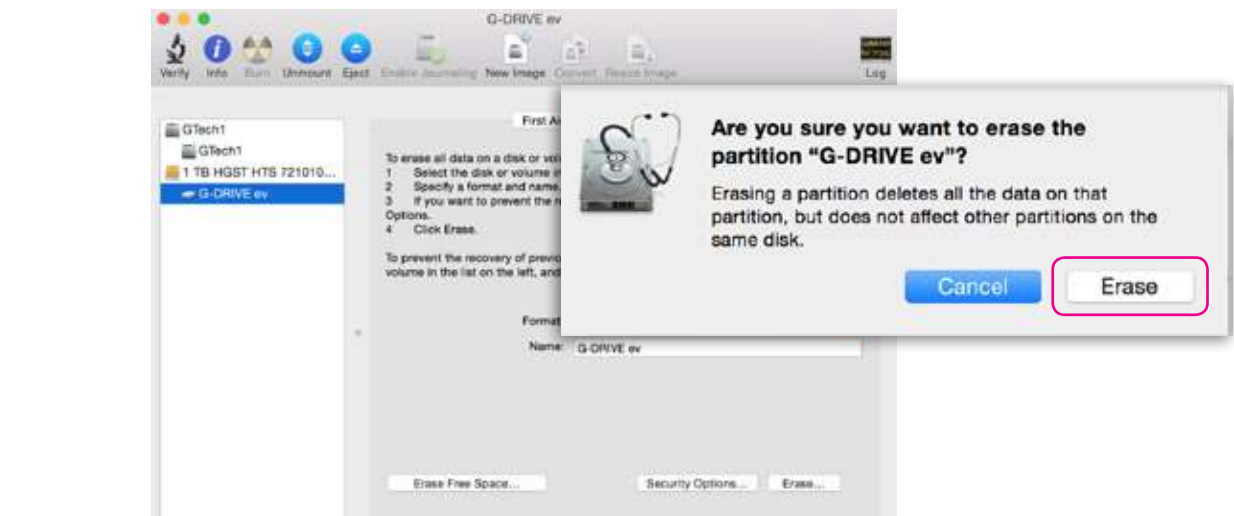 G-DRIVE ev
Verify Info Burn Unmount Eject Enable Journaling New Image Convert Resize Image Log
First Ai
GTech1
GTech1
1 TB HGST HTS 721010...
G-DRIVE ev
To erase all data on a disk or vol
1 Select the disk or volume in
2 Specify a format and name.
3 If you want to prevent the r
Options.
4 Click Erase.
To prevent the recovery of previo
volume in the list on the left, and
Format
Name: G-DRIVE ev
Erase Free Space... Security Options... Erase...
Are you sure you want to erase the
partition “G-DRIVE ev”?
Erasing a partition deletes all the data on that
partition, but does not affect other partitions on the
same disk.
Cancel Erase